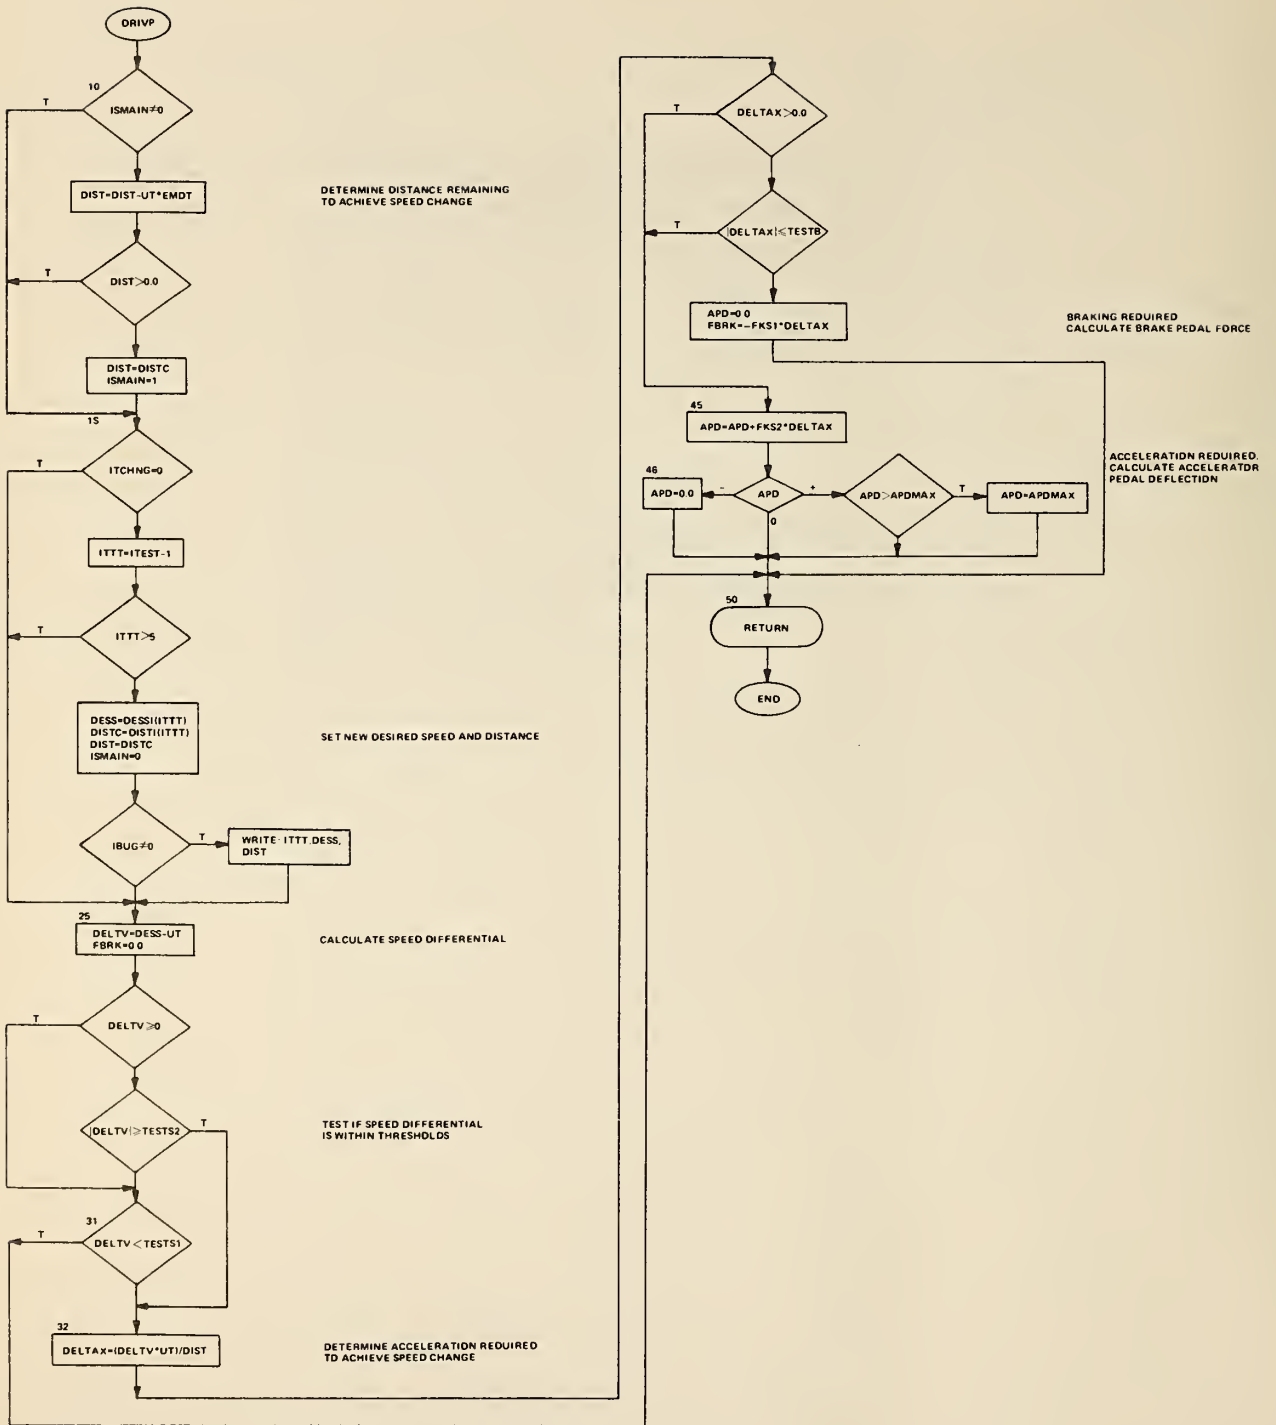 DRIVP
10
T
ISMAIN≠0
DIST=DIST-UT*EMDT
DETERMINE DISTANCE REMAINING
TO ACHIEVE SPEED CHANGE
T
DIST>0.0
DIST=DISTC
ISMAIN=1
15
T
ITCHNG=0
ITTT=ITEST-1
T
ITTT>5
DESS=DESSI(ITTT)
DISTC=DISTI(ITTT)
DIST=DISTC
ISMAIN=0
SET NEW DESIRED SPEED AND DISTANCE
IBUG≠0
T
WRITE- ITTT,DESS,
DIST
25
DELTV=DESS-UT
FBRK=0.0
CALCULATE SPEED DIFFERENTIAL
T
DELTV≥0
|DELTV|≥TESTS2
T
TEST IF SPEED DIFFERENTIAL
IS WITHIN THRESHOLDS
31
T
DELTV<TESTS1
32
DELTAX=(DELTV*UT)/DIST
DETERMINE ACCELERATION REQUIRED
TO ACHIEVE SPEED CHANGE
T
DELTAX>0.0
T
|DELTAX|≤TESTB
APD=0.0
FBRK=-FKS1*DELTAX
BRAKING REQUIRED
CALCULATE BRAKE PEDAL FORCE
45
APD=APD+FKS2*DELTAX
46
APD=0.0
-
APD
+
0
APD>APDMAX
T
APD=APDMAX
ACCELERATION REQUIRED.
CALCULATE ACCELERATOR
PEDAL DEFLECTION
50
RETURN
END